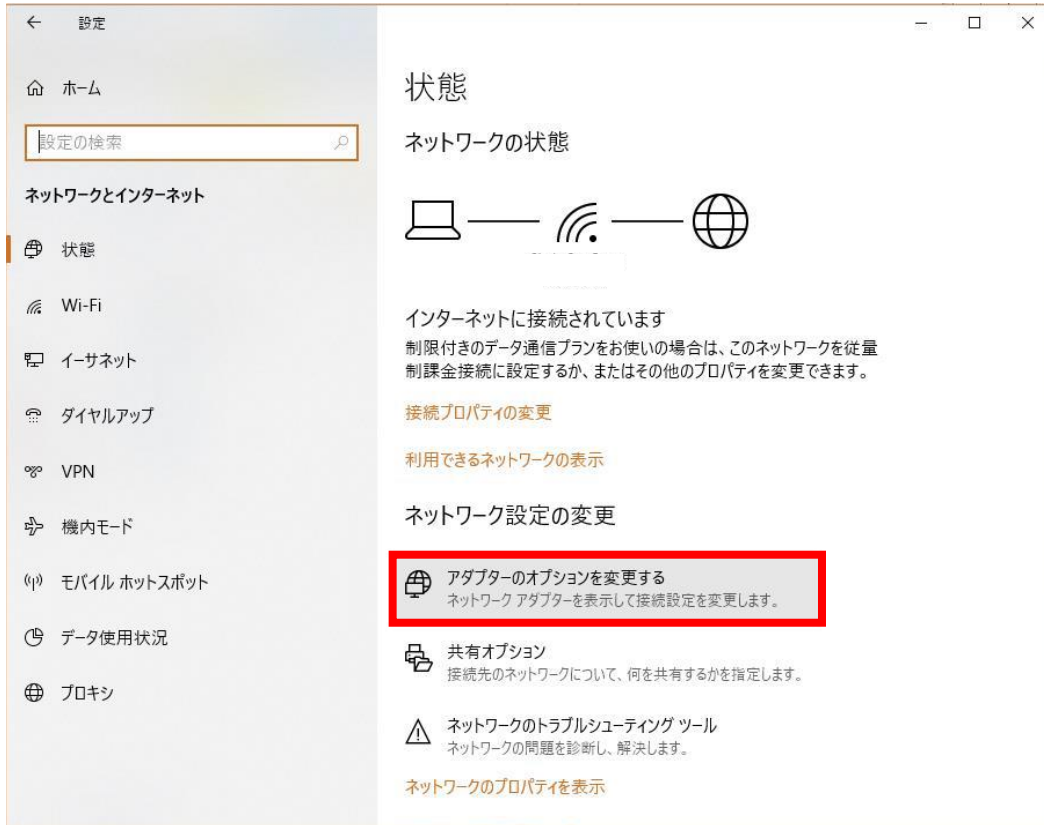 設定
ホーム
設定の検索
ネットワークとインターネット
状態
Wi-Fi
イーサネット
ダイヤルアップ
VPN
機内モード
モバイル ホットスポット
データ使用状況
プロキシ
状態
ネットワークの状態
インターネットに接続されています
制限付きのデータ通信プランをお使いの場合は、このネットワークを従量
制課金接続に設定するか、またはその他のプロパティを変更できます。
接続プロパティの変更
利用できるネットワークの表示
ネットワーク設定の変更
アダプターのオプションを変更する
ネットワーク アダプターを表示して接続設定を変更します。
共有オプション
接続先のネットワークについて、何を共有するかを指定します。
ネットワークのトラブルシューティング ツール
ネットワークの問題を診断し、解決します。
ネットワークのプロパティを表示